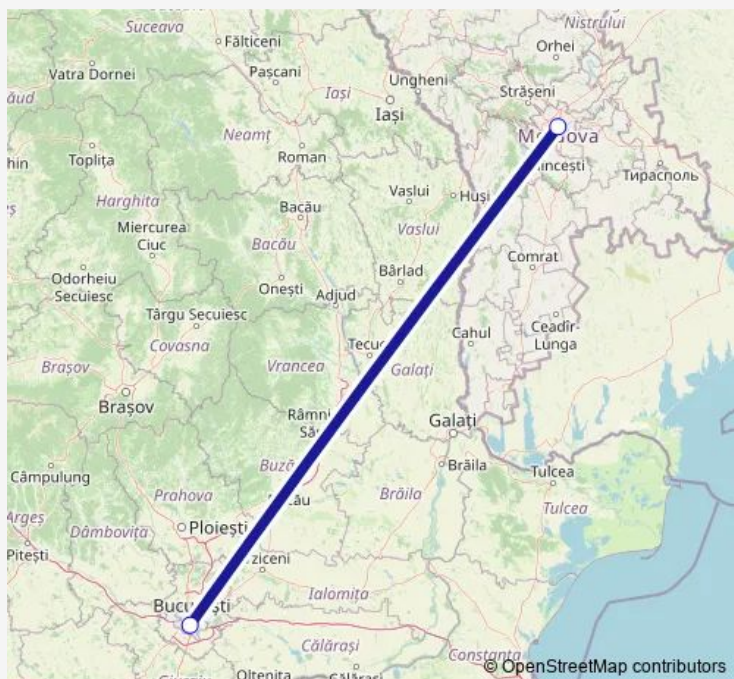 Nistrului
Suceava
Fălticeni
Orhei
Vatra Dornei
Pașcani
Ungheni
Strășeni
Iași
Iași
Neamț
Roman
Toplița
Тирасполь
Harghita
Bacău
Vaslui
Huși
Miercurea
Ciuc
Bacău
Vaslui
Comrat
Odorheiu
Secuiesc
Onești
Adjud
Bârlad
Târgu Secuiesc
Covasna
Ceadîr-
Lunga
Cahul
Brașov
Vrancea
Galați
Brașov
Galați
Câmpulung
Brăila
Tulcea
Prahova
Brăila
Tulcea
Argeș
Dâmbovița
Ploiești
Pitești
Ialomița
Călărași
Constanța
© OpenStreetMap contributors